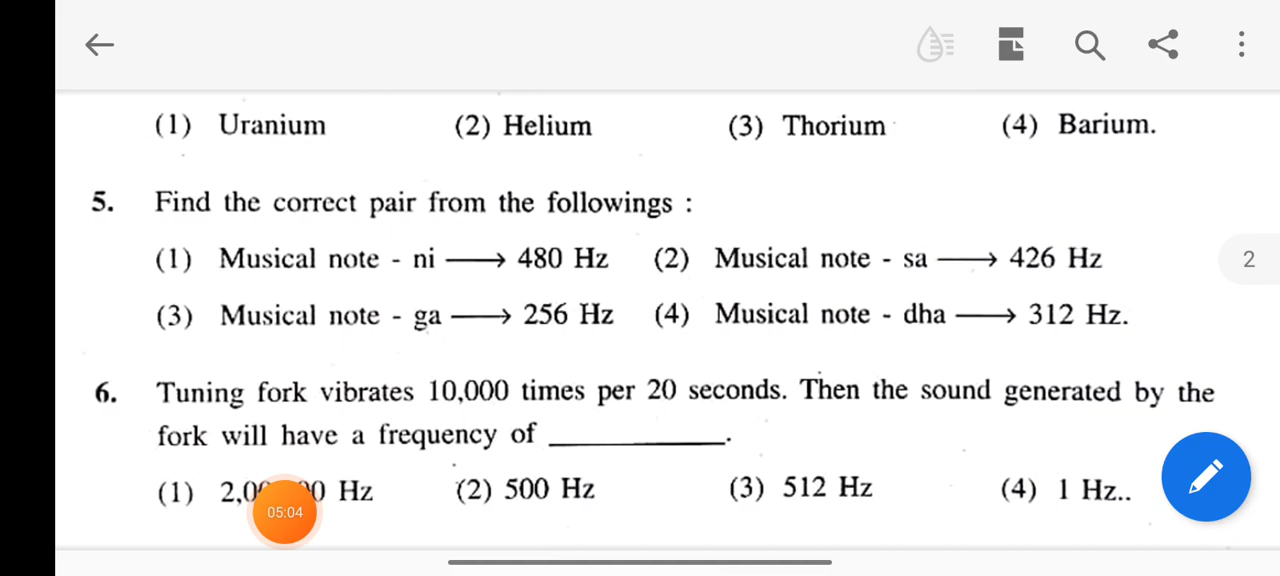 (1) Uranium (2) Helium (3) Thorium (4) Barium.
5. Find the correct pair from the followings :
(1) Musical note - ni ⟶ 480 Hz (2) Musical note - sa ⟶ 426 Hz
2
(3) Musical note - ga ⟶ 256 Hz (4) Musical note - dha ⟶ 312 Hz.
6. Tuning fork vibrates 10,000 times per 20 seconds. Then the sound generated by the
fork will have a frequency of ________.
(1) Hz (2) 500 Hz (3) 512 Hz (4) 1 Hz..
05:04